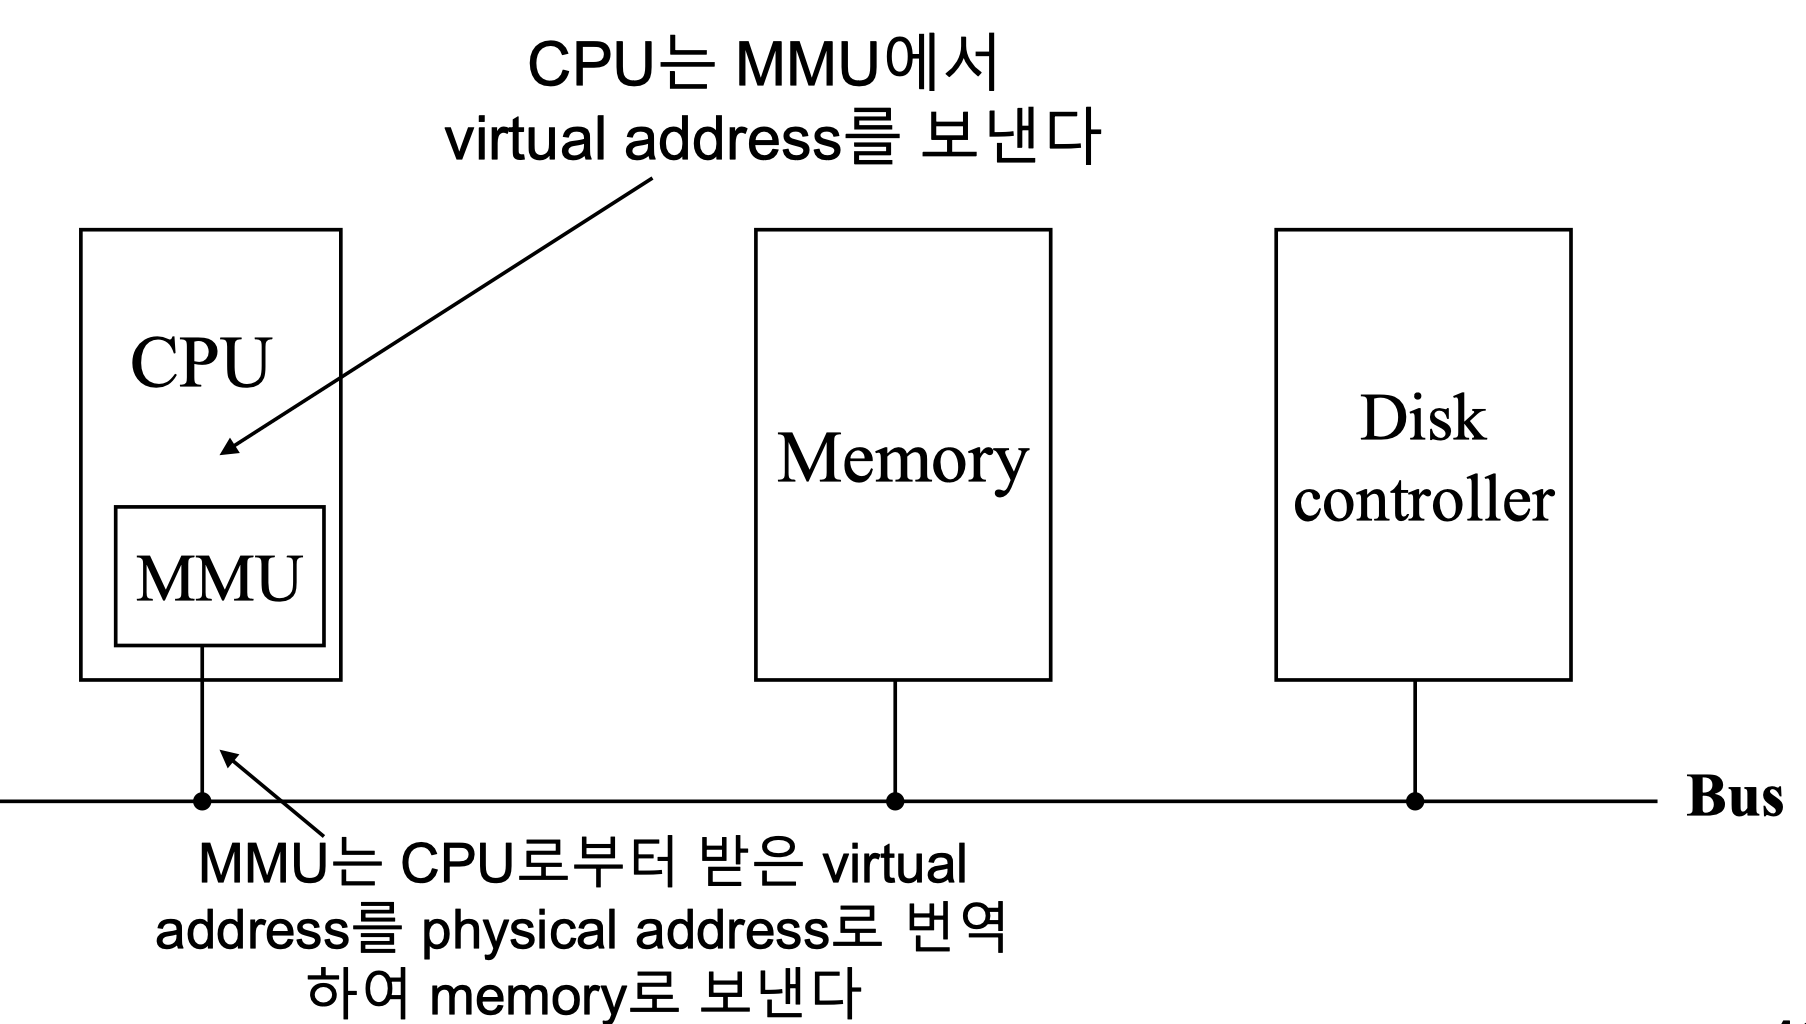 CPU는 MMU에서
virtual address를 보낸다
CPU
MMU
Memory
Disk
controller
Bus
MMU는 CPU로부터 받은 virtual
address를 physical address로 번역
하여 memory로 보낸다